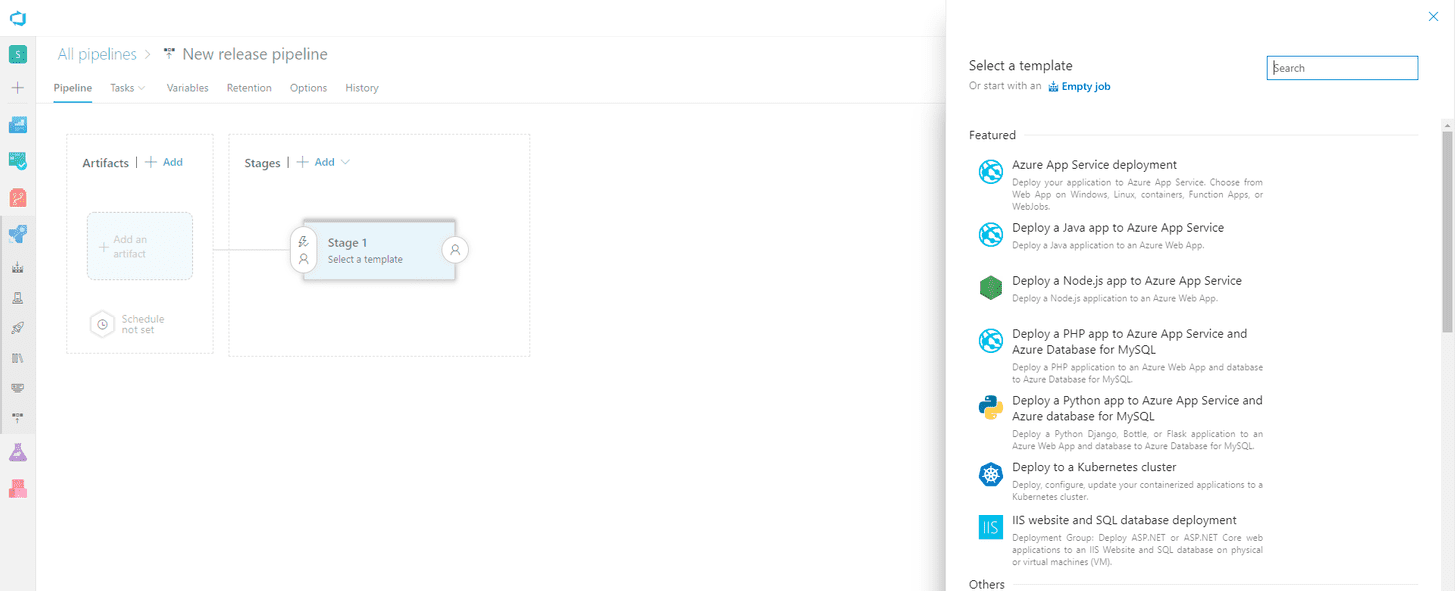 All pipelines > New release pipeline
Pipeline Tasks Variables Retention Options History
S
Artifacts | + Add
Stages | + Add
+ Add an
artifact
Schedule
not set
Stage 1
Select a template
Select a template
Search
Or start with an Empty job
Featured
Azure App Service deployment
Deploy your application to Azure App Service. Choose from
Web App on Windows, Linux, containers, Function Apps, or
WebJobs.
Deploy a Java app to Azure App Service
Deploy a Java application to an Azure Web App.
Deploy a Node.js app to Azure App Service
Deploy a Node.js application to an Azure Web App.
Deploy a PHP app to Azure App Service and
Azure Database for MySQL
Deploy a PHP application to an Azure Web App and database
to Azure Database for MySQL.
Deploy a Python app to Azure App Service and
Azure database for MySQL
Deploy a Python Django, Bottle, or Flask application to an
Azure Web App and database to Azure Database for MySQL.
Deploy to a Kubernetes cluster
Deploy, configure, update your containerized applications to a
Kubernetes cluster.
IIS
IIS website and SQL database deployment
Deployment Group: Deploy ASP.NET or ASP.NET Core web
applications to an IIS Website and SQL database on physical
or virtual machines (VM).
Others